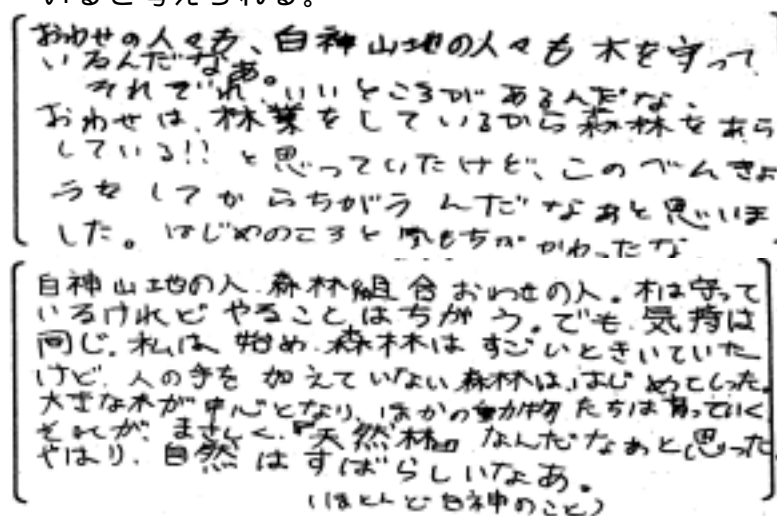 いると考えられる。
おわせの人々も、白神山地の人々も木を守って
いるんだなあ。
それぞれ、いいところがあるんだな、
おわせは、林業をしているから森林をあら
している!!と思っていたけど、このべんきょ
うをしてからちがうんだなあと思いま
した。はじめのころと気もちがかわったな
白神山地の人、森林組合おわせの人。木は守って
いるけれどやることはちがう。でも、気持は
同じ。私は、始め、森林はすごいときいていた
けど、人の手を加えていない森林は、はじめてしった。
大きな木が中心となり、ほかの動物たちは育っていく
それが、まさしく、『天然林』なんだなぁと思った。
やはり、自然はすばらしいなあ。
(ほとんど白神のこと)